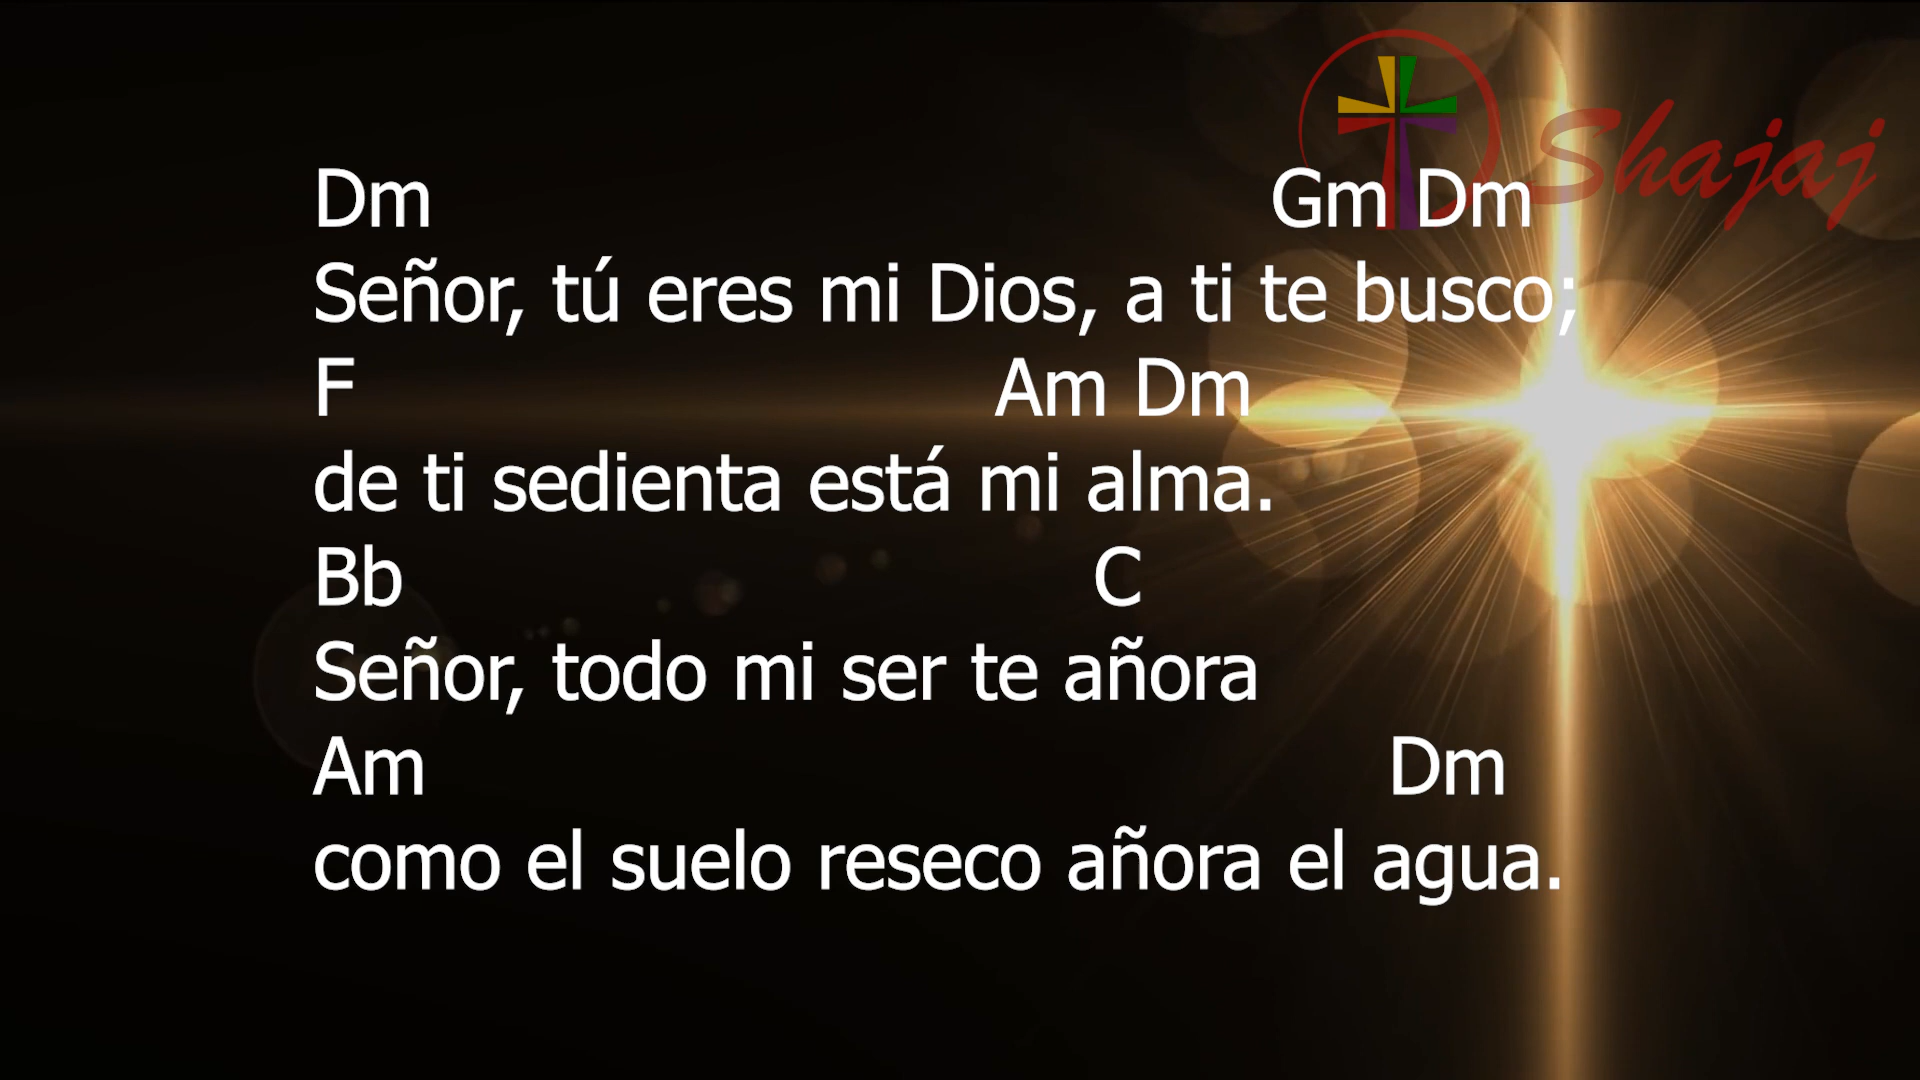 Shajaj
Dm Gm Dm
Señor, tú eres mi Dios, a ti te busco;
F Am Dm
de ti sedienta está mi alma.
Bb C
Señor, todo mi ser te añora
Am Dm
como el suelo reseco añora el agua.